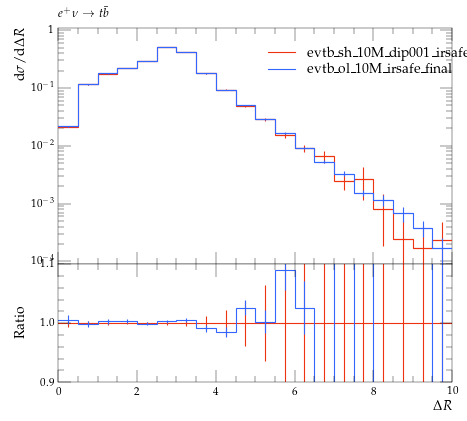 e⁺ν → tb̄
1
evtb_sh_10M_dip001_irsafe
evtb_ol_10M_irsafe_final
dσ/dΔR
10⁻¹
10⁻²
10⁻³
10⁻⁴
1.1
Ratio
1.0
0.9
0 2 4 6 8 10
ΔR